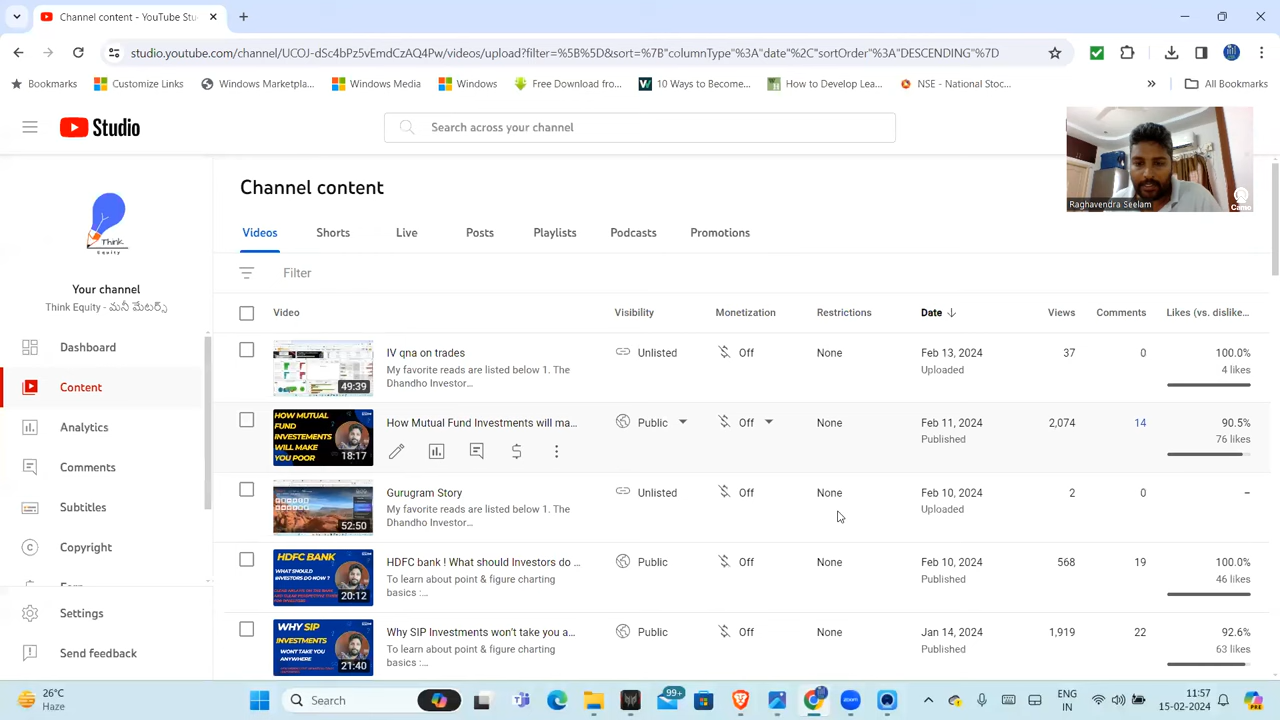 Channel content - YouTube Stu
studio.youtube.com/channel/UCOJ-dSc4bPz5vEmdCzAQ4Pw/videos/upload?filter=%5B%5D&sort=%7B"columnType"%3A"date"%2C"sortOrder"%3A"DESCENDING"%7D
Bookmarks Customize Links Windows Marketpla... Windows Media Windows Free Download fro... 10 Ways to Become... How to Develop Lea... NSE - National Stoc... » All Bookmarks
Studio
Search across your channel
Raghavendra Seelam
Camo
Think
Equity
Your channel
Think Equity - మనీ మేటర్స్
Dashboard
Content
Analytics
Comments
Subtitles
Copyright
Earn
Settings
Send feedback
Channel content
Videos Shorts Live Posts Playlists Podcasts Promotions
Filter
Video Visibility Monetization Restrictions Date Views Comments Likes (vs. dislike...
IV qna on trades Unlisted Off None Feb 13, 2024 37 0 100.0%
My favorite reads are listed below 1. The Uploaded 4 likes
Dhandho Investor...
49:39
HOW MUTUAL
FUND
INVESTEMENTS
WILL MAKE
YOU POOR
18:17
How Mutual Fund Investments will ma... Public Off None Feb 11, 2024 2,074 14 90.5%
Published 76 likes
Gurugram Story Unlisted Off None Feb 10, 2024 2 0 –
My favorite reads are listed below 1. The Uploaded
Dhandho Investor...
52:50
HDFC BANK
WHAT SHOULD
INVESTORS DO NOW ?
20:12
HDFC bank ! What should Investors do ... Public Off None Feb 10, 2024 568 19 100.0%
To learn about point & figure charting Published 46 likes
:...
WHY SIP
INVESTMENTS
WONT TAKE YOU
ANYWHERE
21:40
Why SIP Investments won't take you a... Public Off None Jan 14, 2024 1,919 22 92.6%
To learn about point & figure charting Published 63 likes
basics :...
26°C
Haze
Search
99+
zoom
ENG
IN
11:57
15-02-2024